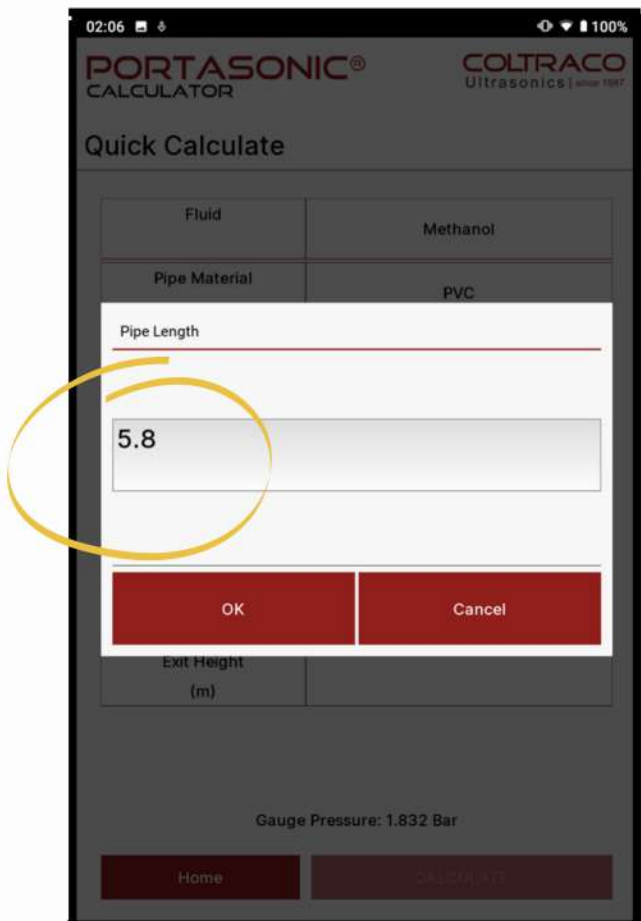 02:06 100%
PORTASONIC® COLTRACO
CALCULATOR Ultrasonics | since 1987
Quick Calculate
Fluid Methanol
Pipe Material PVC
Pipe Length
5.8
OK Cancel
Exit Height
(m)
Gauge Pressure: 1.832 Bar
Home CALCULATE